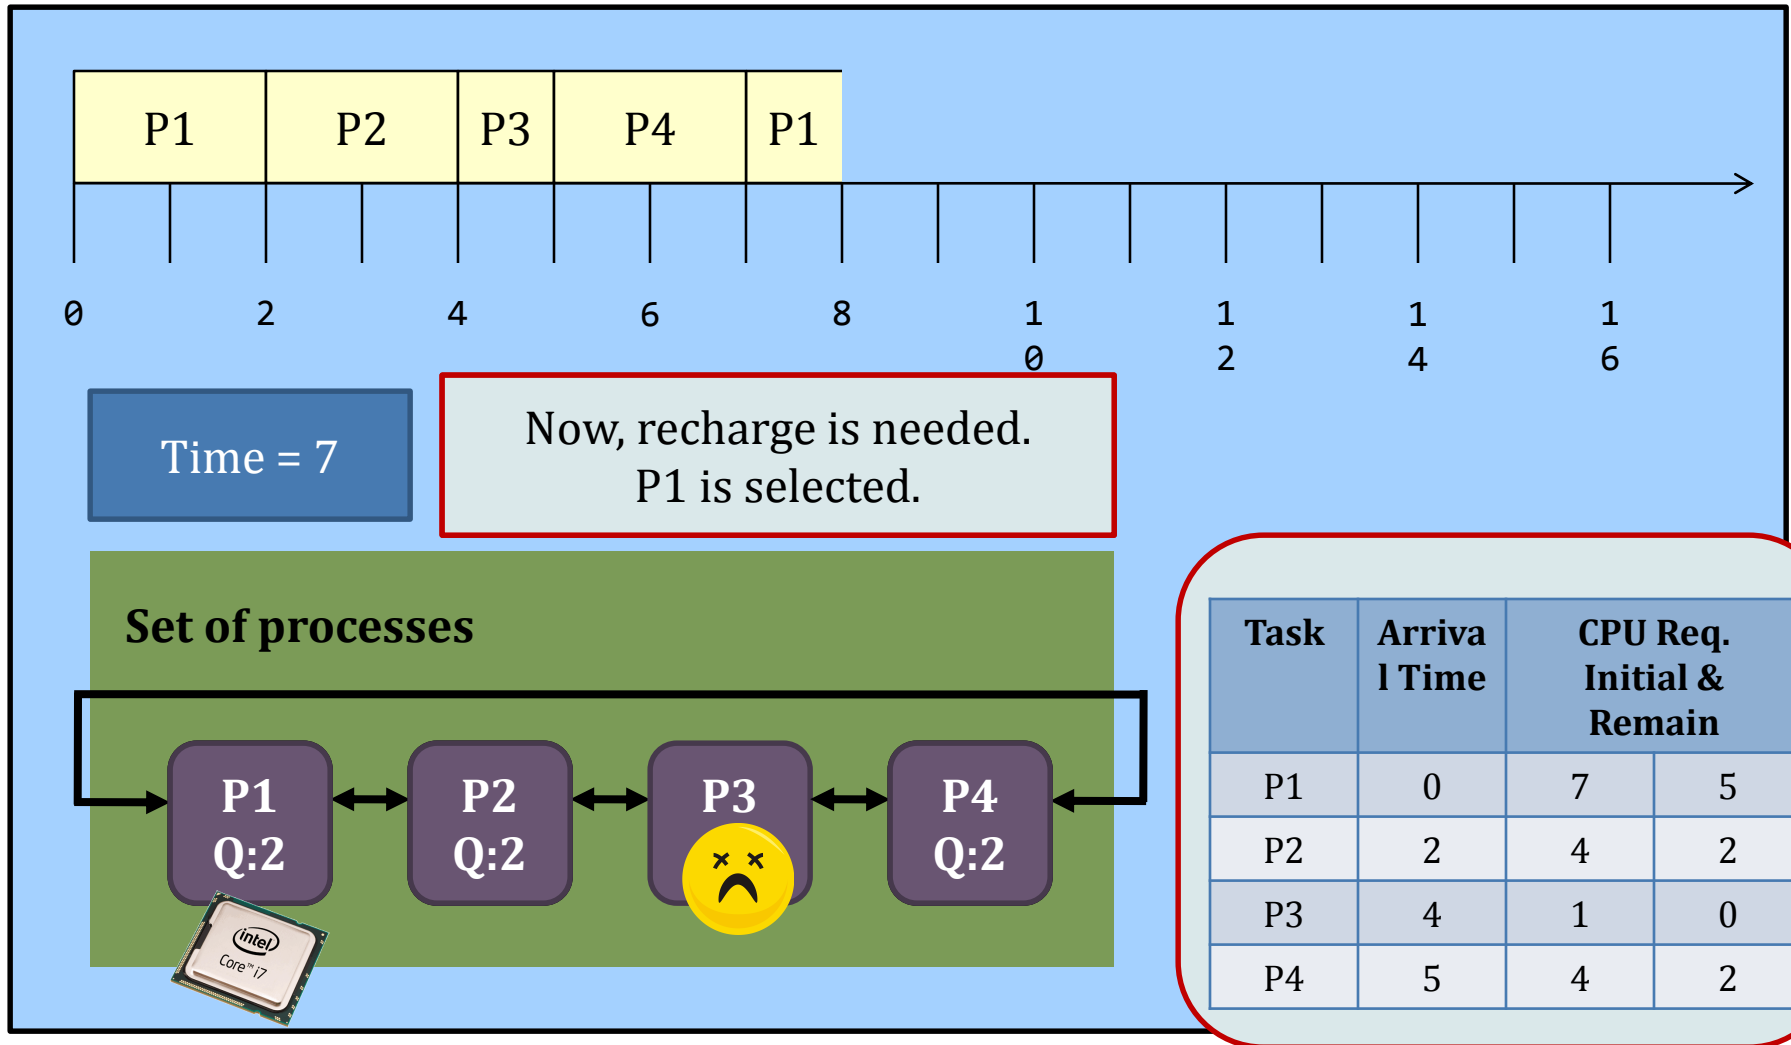 P1 P2 P3 P4 P1
0 2 4 6 8 1 1 1 1
0 2 4 6
Time = 7
Now, recharge is needed.
P1 is selected.
Set of processes
P1 P2 P3 P4
Q:2 Q:2 Q:2
intel
Core™ i7
Task Arriva CPU Req.
l Time Initial &
Remain
P1 0 7 5
P2 2 4 2
P3 4 1 0
P4 5 4 2